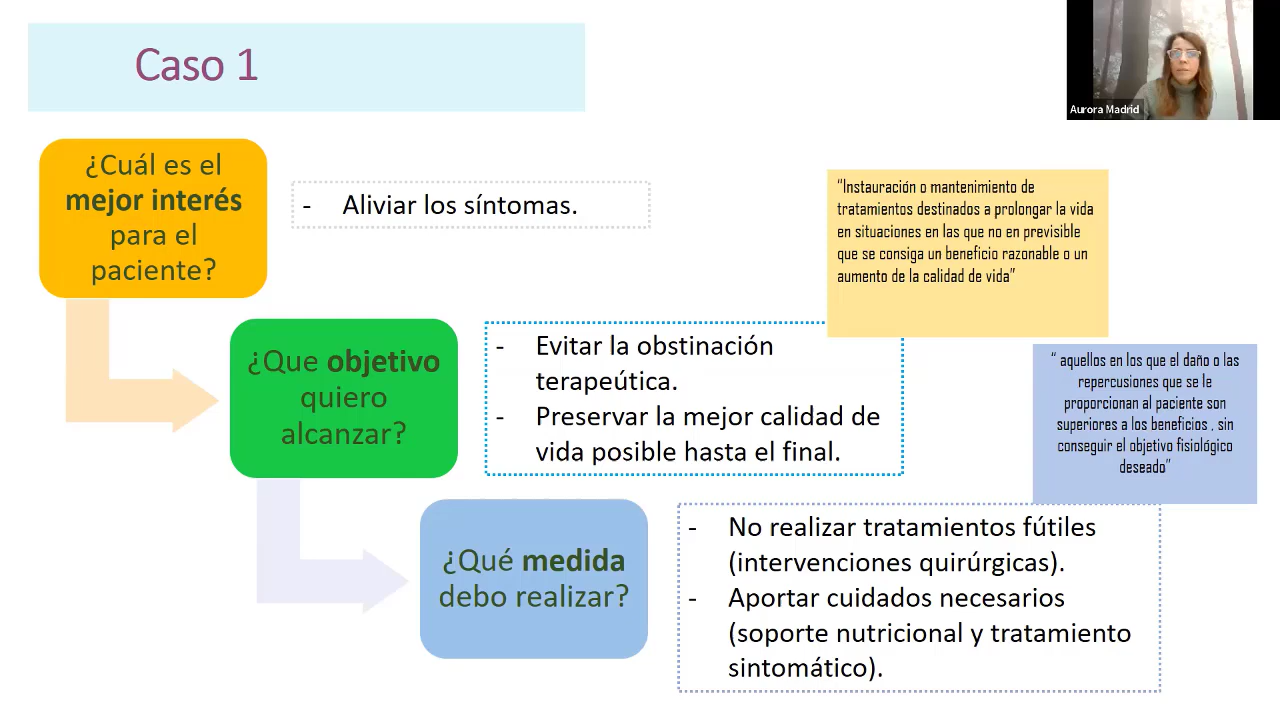 Caso 1
Aurora Madrid
¿Cuál es el
mejor interés
para el
paciente?
- Aliviar los síntomas.
“Instauración o mantenimiento de
tratamientos destinados a prolongar la vida
en situaciones en las que no en previsible
que se consiga un beneficio razonable o un
aumento de la calidad de vida”
¿Que objetivo
quiero
alcanzar?
- Evitar la obstinación
terapeútica.
- Preservar la mejor calidad de
vida posible hasta el final.
“ aquellos en los que el daño o las
repercusiones que se le
proporcionan al paciente son
superiores a los beneficios , sin
conseguir el objetivo fisiológico
deseado”
¿Qué medida
debo realizar?
- No realizar tratamientos fútiles
(intervenciones quirúrgicas).
- Aportar cuidados necesarios
(soporte nutricional y tratamiento
sintomático).